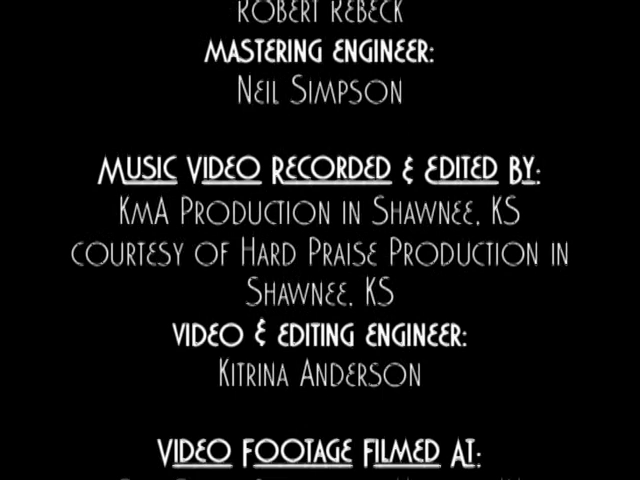 Robert Rebeck
mastering engineer:
Neil Simpson
Music Video Recorded & Edited By:
KmA Production in Shawnee, KS
courtesy of Hard Praise Production in
Shawnee, KS
video & editing engineer:
Kitrina Anderson
Video Footage Filmed At: